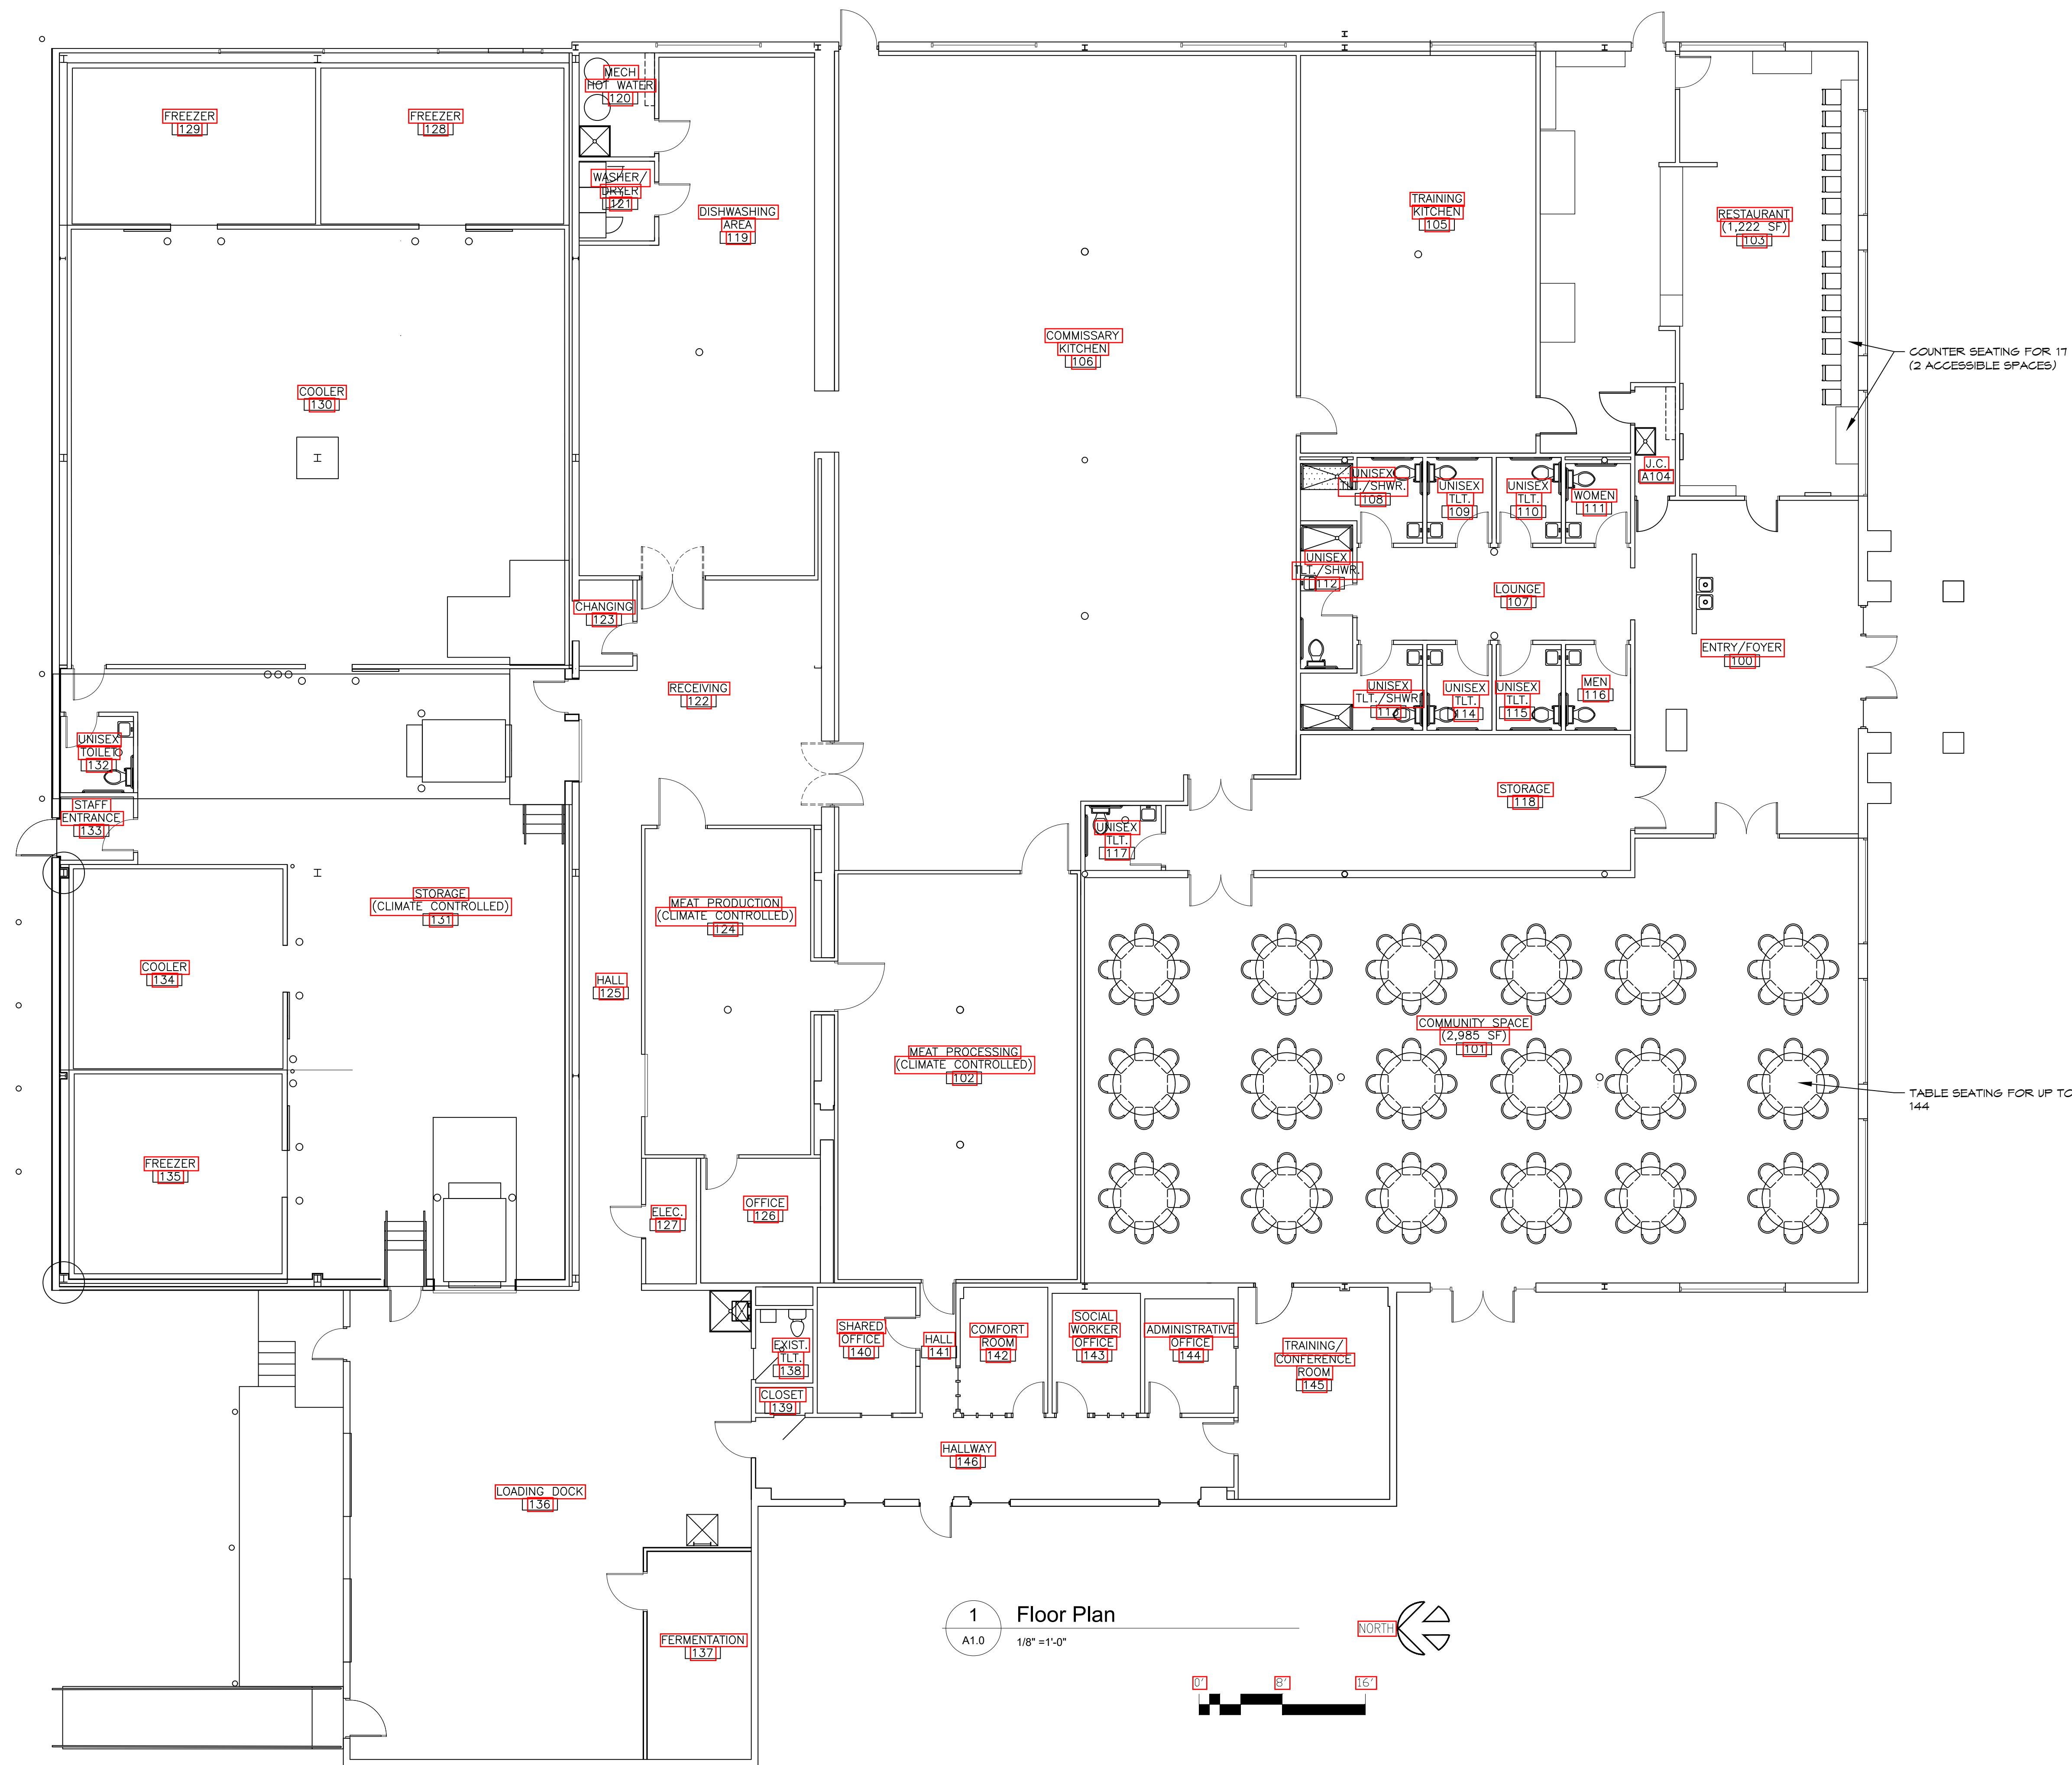 MECH
HOT WATER
120
FREEZER
129
FREEZER
128
WASHER/
DRYER
121
DISHWASHING
AREA
119
TRAINING
KITCHEN
105
RESTAURANT
(1,222 SF)
103
COMMISSARY
KITCHEN
106
COUNTER SEATING FOR 17
(2 ACCESSIBLE SPACES)
COOLER
130
J.C.
A104
UNISEX
TLT./SHWR.
108
UNISEX
TLT.
109
UNISEX
TLT.
110
WOMEN
111
UNISEX
TLT./SHWR.
112
LOUNGE
107
CHANGING
123
ENTRY/FOYER
100
RECEIVING
122
UNISEX
TLT./SHWR.
113
UNISEX
TLT.
114
UNISEX
TLT.
115
MEN
116
UNISEX
TOILET
132
STORAGE
118
STAFF
ENTRANCE
133
UNISEX
TLT.
117
STORAGE
(CLIMATE CONTROLLED)
131
MEAT PRODUCTION
(CLIMATE CONTROLLED)
124
COOLER
134
HALL
125
COMMUNITY SPACE
(2,985 SF)
101
MEAT PROCESSING
(CLIMATE CONTROLLED)
102
TABLE SEATING FOR UP TO
144
FREEZER
135
OFFICE
126
ELEC.
127
SHARED
OFFICE
140
HALL
141
COMFORT
ROOM
142
SOCIAL
WORKER
OFFICE
143
ADMINISTRATIVE
OFFICE
144
EXIST.
TLT.
138
TRAINING/
CONFERENCE
ROOM
145
CLOSET
139
HALLWAY
146
LOADING DOCK
136
FERMENTATION
137
1
A1.0
Floor Plan
1/8" =1'-0"
NORTH
0' 8' 16'